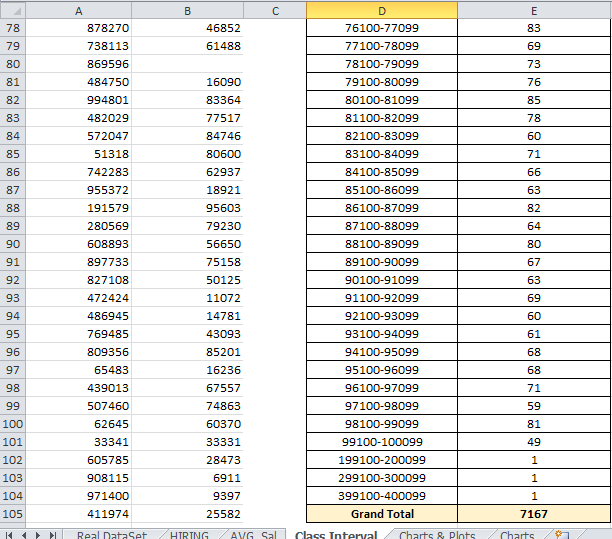 A B C D E
78 878270 46852 76100-77099 83
79 738113 61488 77100-78099 69
80 869596 78100-79099 73
81 484750 16090 79100-80099 76
82 994801 83364 80100-81099 85
83 482029 77517 81100-82099 78
84 572047 84746 82100-83099 60
85 51318 80600 83100-84099 71
86 742283 62937 84100-85099 66
87 955372 18921 85100-86099 63
88 191579 95603 86100-87099 82
89 280569 79230 87100-88099 64
90 608893 56650 88100-89099 80
91 897733 75158 89100-90099 67
92 827108 50125 90100-91099 63
93 472424 11072 91100-92099 69
94 486945 14781 92100-93099 60
95 769485 43093 93100-94099 61
96 809356 85201 94100-95099 68
97 65483 16236 95100-96099 68
98 439013 67557 96100-97099 71
99 507460 74863 97100-98099 59
100 62645 60370 98100-99099 81
101 33341 33331 99100-100099 49
102 605785 28473 199100-200099 1
103 908115 6911 299100-300099 1
104 971400 9397 399100-400099 1
105 411974 25582 Grand Total 7167
Real DataSet HIRING AVG_Sal Class Interval Charts & Plots Charts